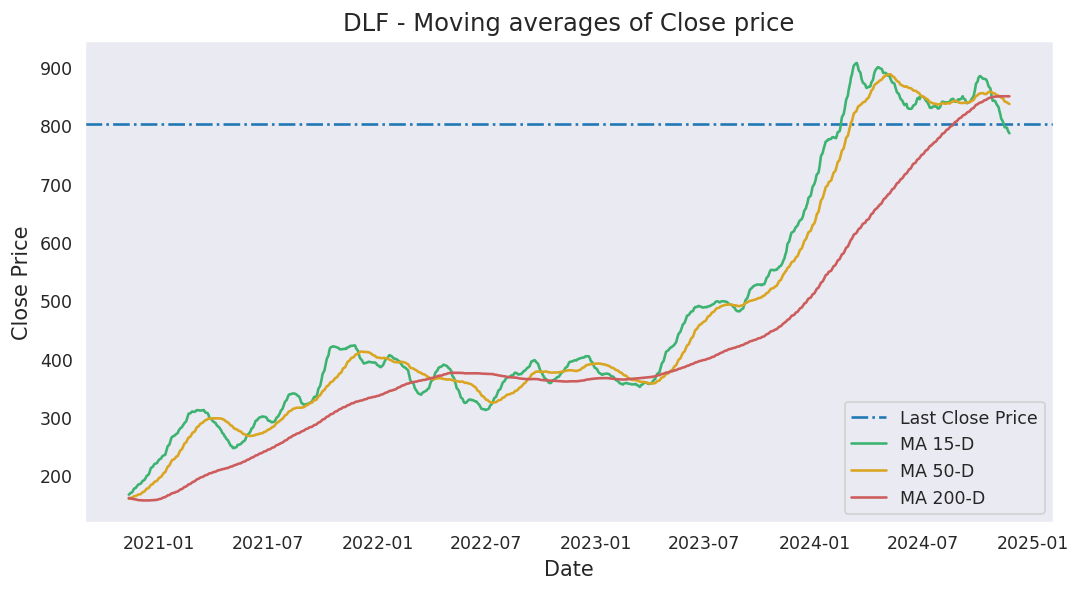 DLF - Moving averages of Close price
Close Price
900
800
700
600
500
400
300
200
Last Close Price
MA 15-D
MA 50-D
MA 200-D
2021-01 2021-07 2022-01 2022-07 2023-01 2023-07 2024-01 2024-07 2025-01
Date